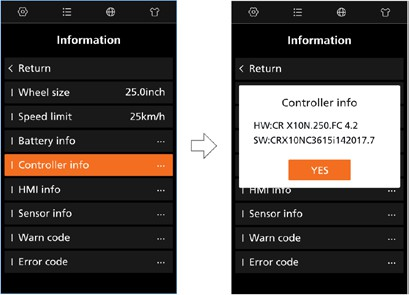 Information
< Return
| Wheel size 25.0inch
| Speed limit 25km/h
| Battery info ...
| Controller info ...
| HMI info ...
| Sensor info ...
| Warn code ...
| Error code ...
Information
< Return
Controller info
HW:CR X10N.250.FC 4.2
SW:CRX10NC3615i142017.7
YES
| HMI info ...
| Sensor info ...
| Warn code ...
| Error code ...